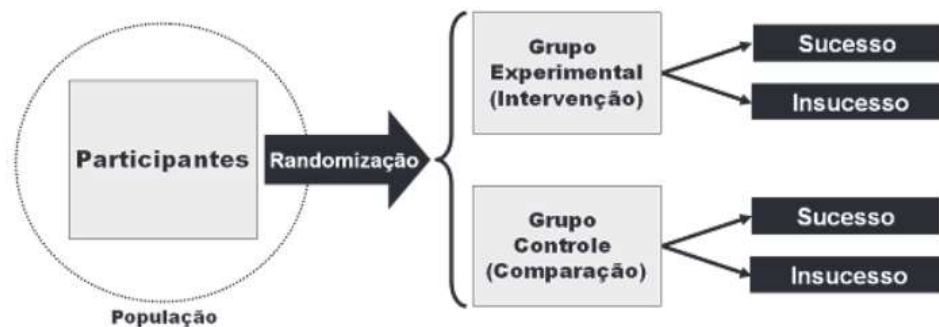 Participantes
População
Randomização
Grupo
Experimental
(Intervenção)
Sucesso
Insucesso
Grupo
Controle
(Comparação)
Sucesso
Insucesso